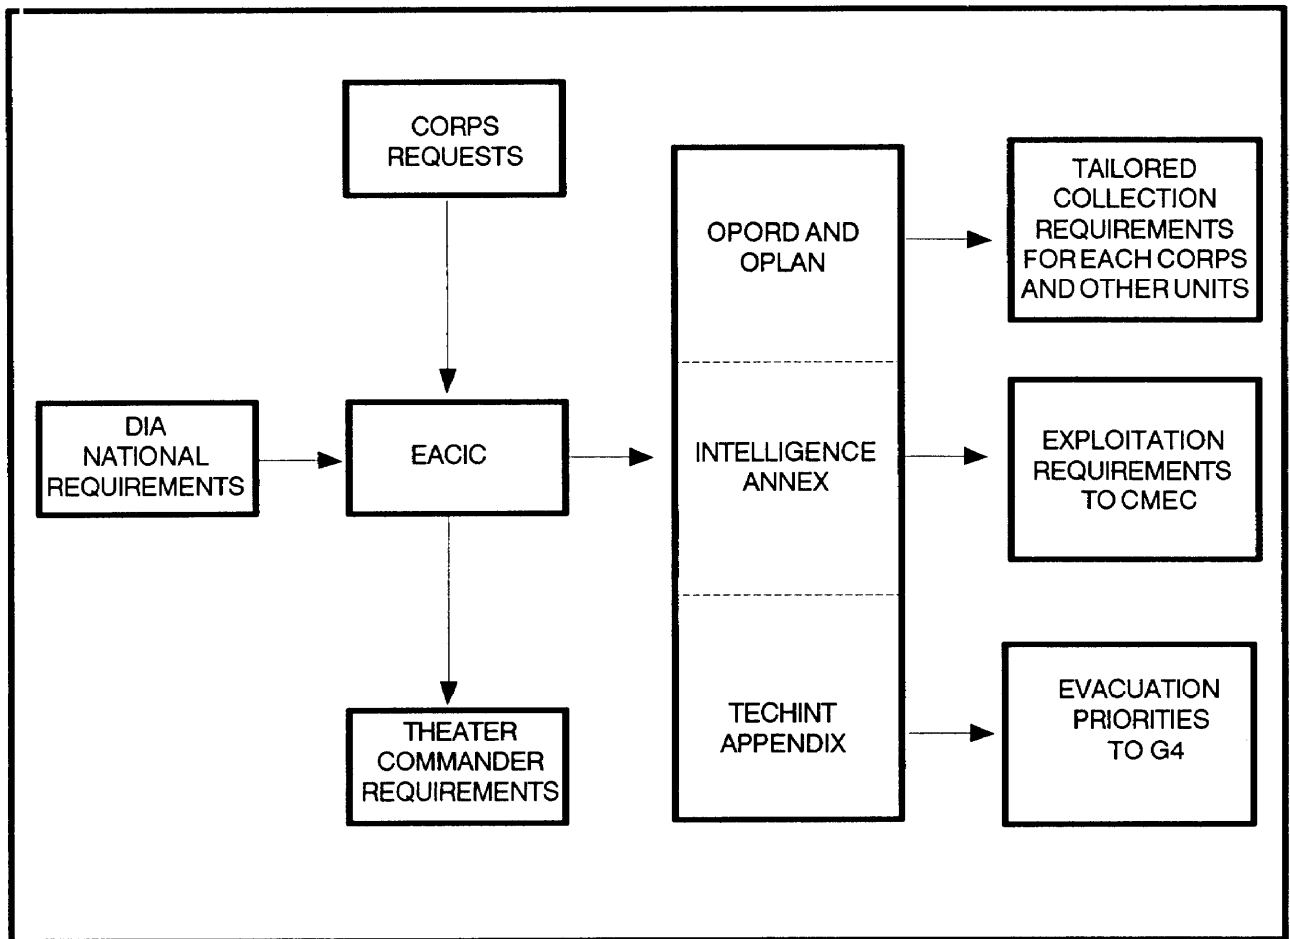 CORPS
REQUESTS
DIA
NATIONAL
REQUIREMENTS
EACIC
THEATER
COMMANDER
REQUIREMENTS
OPORD AND
OPLAN
INTELLIGENCE
ANNEX
TECHINT
APPENDIX
TAILORED
COLLECTION
REQUIREMENTS
FOR EACH CORPS
AND OTHER UNITS
EXPLOITATION
REQUIREMENTS
TO CMEC
EVACUATION
PRIORITIES
TO G4